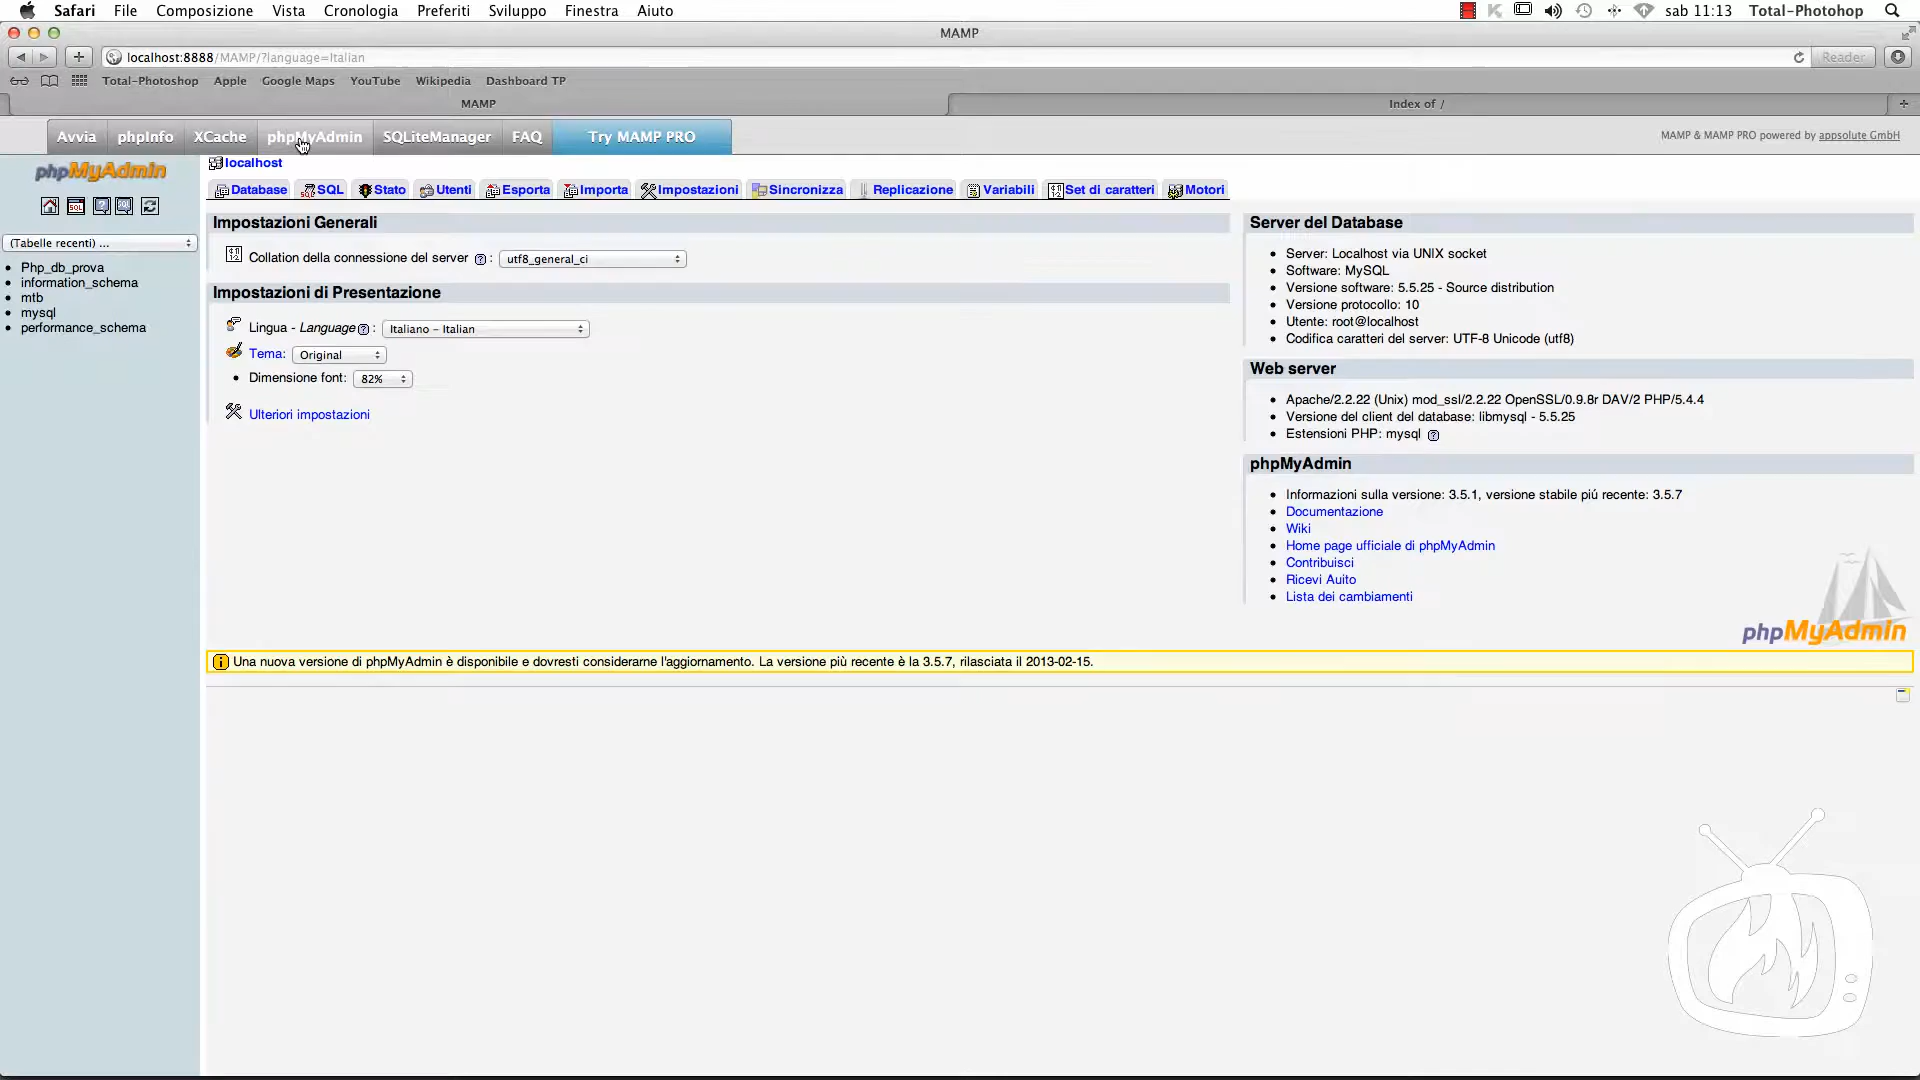 Safari File Composizione Vista Cronologia Preferiti Sviluppo Finestra Aiuto sab 11:13 Total-Photohop
MAMP
localhost:8888/MAMP/?language=Italian Reader
Total-Photoshop Apple Google Maps YouTube Wikipedia Dashboard TP
MAMP Index of /
Avvia phpInfo XCache phpMyAdmin SQLiteManager FAQ Try MAMP PRO MAMP & MAMP PRO powered by appsolute GmbH
phpMyAdmin
(Tabelle recenti) ...
Php_db_prova
information_schema
mtb
mysql
performance_schema
localhost
Database SQL Stato Utenti Esporta Importa Impostazioni Sincronizza Replicazione Variabili Set di caratteri Motori
Impostazioni Generali
Collation della connessione del server : utf8_general_ci
Impostazioni di Presentazione
Lingua - Language : Italiano - Italian
Tema: Original
Dimensione font: 82%
Ulteriori impostazioni
Server del Database
Server: Localhost via UNIX socket
Software: MySQL
Versione software: 5.5.25 - Source distribution
Versione protocollo: 10
Utente: root@localhost
Codifica caratteri del server: UTF-8 Unicode (utf8)
Web server
Apache/2.2.22 (Unix) mod_ssl/2.2.22 OpenSSL/0.9.8r DAV/2 PHP/5.4.4
Versione del client del database: libmysql - 5.5.25
Estensioni PHP: mysql
phpMyAdmin
Informazioni sulla versione: 3.5.1, versione stabile piú recente: 3.5.7
Documentazione
Wiki
Home page ufficiale di phpMyAdmin
Contribuisci
Ricevi Auito
Lista dei cambiamenti
phpMyAdmin
Una nuova versione di phpMyAdmin è disponibile e dovresti considerarne l'aggiornamento. La versione più recente è la 3.5.7, rilasciata il 2013-02-15.